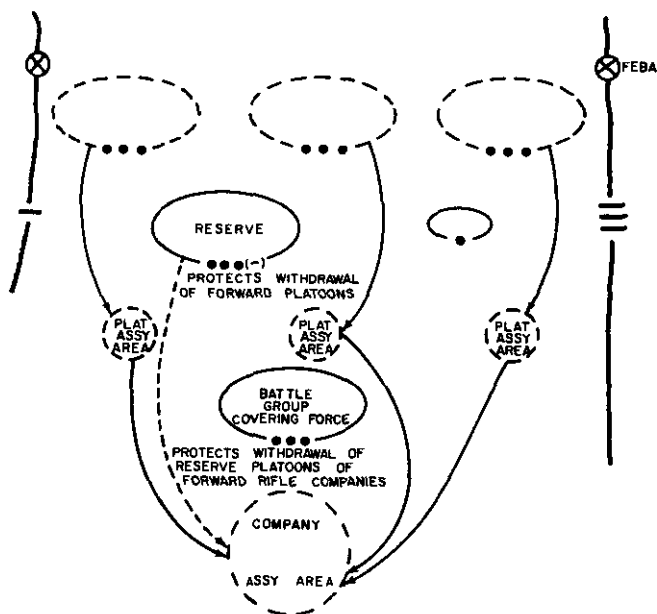 FEBA
RESERVE
(-)
PROTECTS WITHDRAWAL
OF FORWARD PLATOONS
PLAT
ASSY
AREA
PLAT
ASSY
AREA
PLAT
ASSY
AREA
BATTLE
GROUP
COVERING FORCE
PROTECTS WITHDRAWAL OF
RESERVE PLATOONS OF
FORWARD RIFLE COMPANIES
COMPANY
ASSY AREA